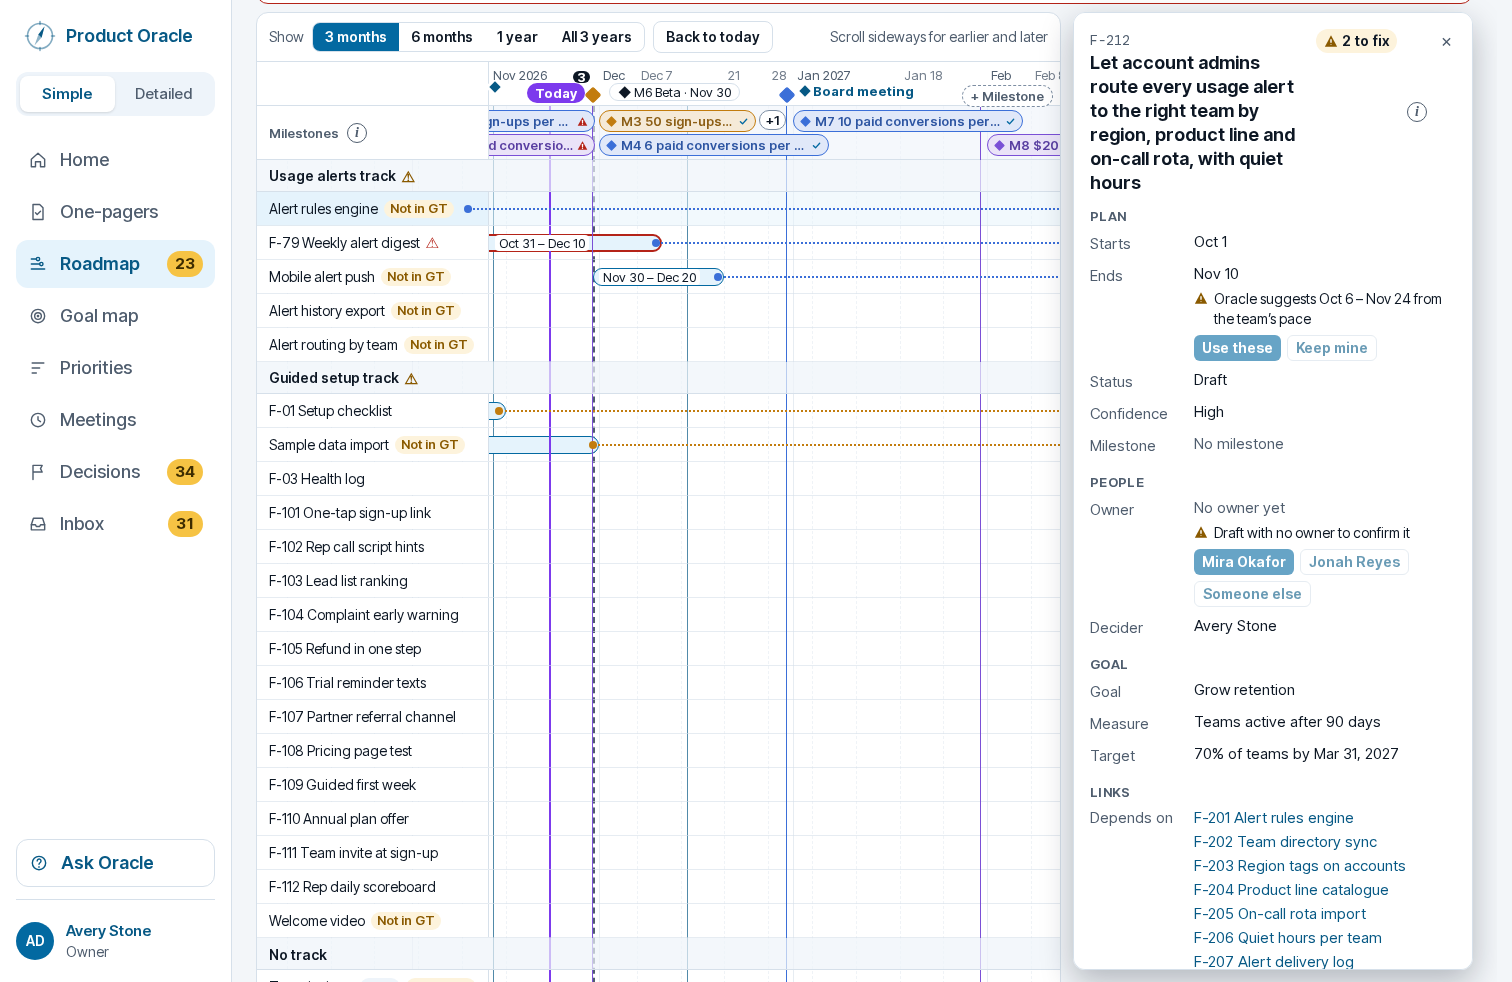 Product Oracle
Simple
Detailed
Home
One-pagers
Roadmap
23
Goal map
Priorities
Meetings
Decisions
34
Inbox
31
Ask Oracle
AD
Avery Stone
Owner
Show
3 months
6 months
1 year
All 3 years
Back to today
Scroll sideways for earlier and later
Nov 2026
3
Dec
Dec 7
21
28
Jan 2027
Jan 18
Feb
Feb
Today
M6 Beta · Nov 30
Board meeting
+ Milestone
Milestones
gn-ups per ...
M3 50 sign-ups...
+1
M7 10 paid conversions per...
d conversio...
M4 6 paid conversions per ...
M8 $20
Usage alerts track
Alert rules engine
Not in GT
F-79 Weekly alert digest
Oct 31 – Dec 10
Mobile alert push
Not in GT
Nov 30 – Dec 20
Alert history export
Not in GT
Alert routing by team
Not in GT
Guided setup track
F-01 Setup checklist
Sample data import
Not in GT
F-03 Health log
F-101 One-tap sign-up link
F-102 Rep call script hints
F-103 Lead list ranking
F-104 Complaint early warning
F-105 Refund in one step
F-106 Trial reminder texts
F-107 Partner referral channel
F-108 Pricing page test
F-109 Guided first week
F-110 Annual plan offer
F-111 Team invite at sign-up
F-112 Rep daily scoreboard
Welcome video
Not in GT
No track
F-212
2 to fix
Let account admins
route every usage alert
to the right team by
region, product line and
on-call rota, with quiet
hours
PLAN
Starts
Oct 1
Ends
Nov 10
Oracle suggests Oct 6 – Nov 24 from
the team's pace
Use these
Keep mine
Status
Draft
Confidence
High
Milestone
No milestone
PEOPLE
Owner
No owner yet
Draft with no owner to confirm it
Mira Okafor
Jonah Reyes
Someone else
Decider
Avery Stone
GOAL
Goal
Grow retention
Measure
Teams active after 90 days
Target
70% of teams by Mar 31, 2027
LINKS
Depends on
F-201 Alert rules engine
F-202 Team directory sync
F-203 Region tags on accounts
F-204 Product line catalogue
F-205 On-call rota import
F-206 Quiet hours per team
F-207 Alert delivery log